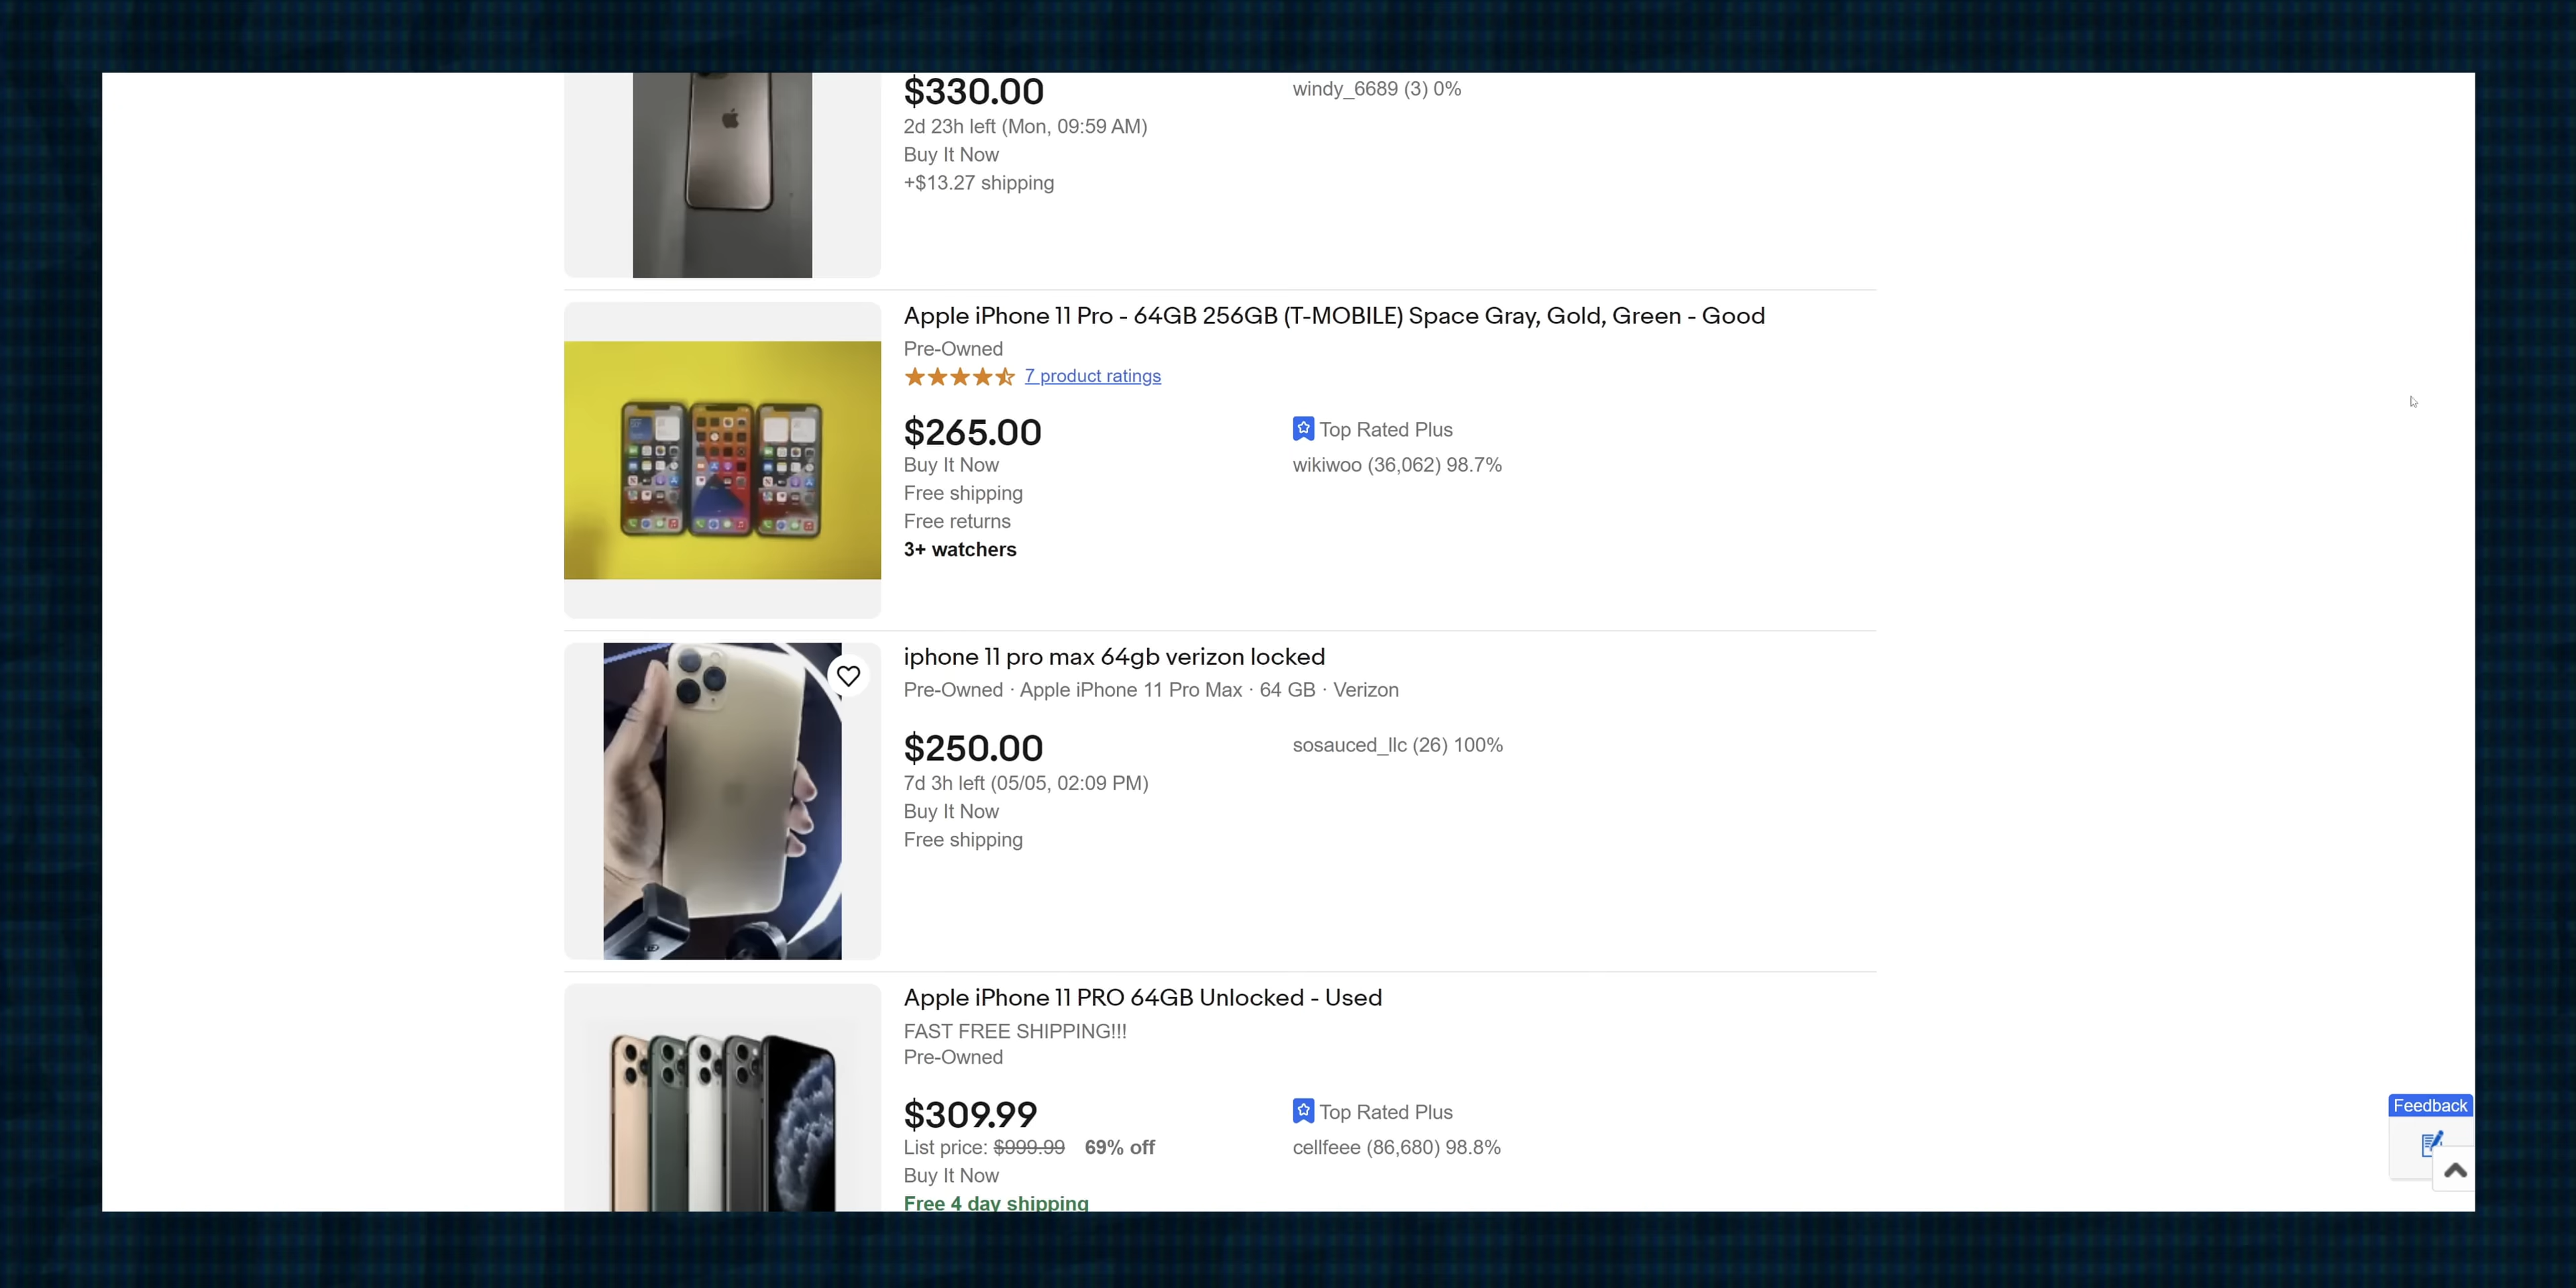 $330.00
windy_6689 (3) 0%
2d 23h left (Mon, 09:59 AM)
Buy It Now
+$13.27 shipping
Apple iPhone 11 Pro - 64GB 256GB (T-MOBILE) Space Gray, Gold, Green - Good
Pre-Owned
7 product ratings
$265.00
Top Rated Plus
Buy It Now
wikiwoo (36,062) 98.7%
Free shipping
Free returns
3+ watchers
iphone 11 pro max 64gb verizon locked
Pre-Owned · Apple iPhone 11 Pro Max · 64 GB · Verizon
$250.00
sosauced_llc (26) 100%
7d 3h left (05/05, 02:09 PM)
Buy It Now
Free shipping
Apple iPhone 11 PRO 64GB Unlocked - Used
FAST FREE SHIPPING!!!
Pre-Owned
$309.99
Top Rated Plus
List price: $999.99 69% off
cellfeee (86,680) 98.8%
Buy It Now
Free 4 day shipping
Feedback